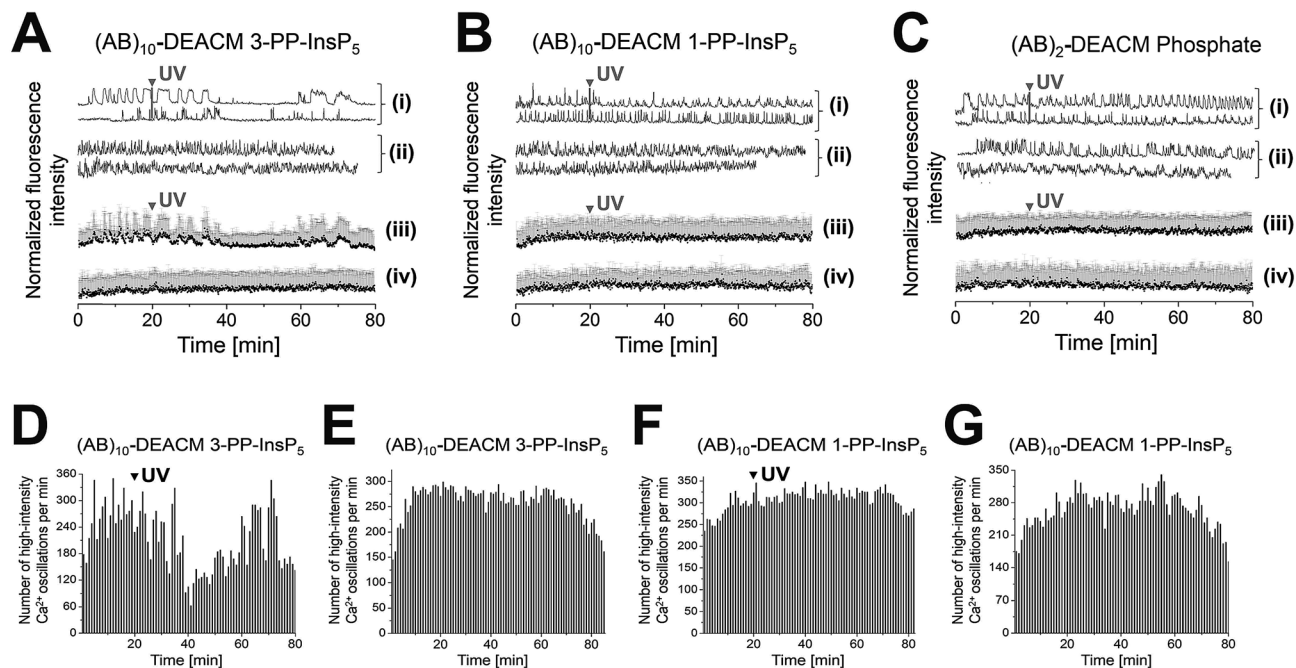 A
(AB)₁₀-DEACM 3-PP-InsP₅
Normalized fluorescence
intensity
UV
(i)
(ii)
UV
(iii)
(iv)
0 20 40 60 80
Time [min]
B
(AB)₁₀-DEACM 1-PP-InsP₅
Normalized fluorescence
intensity
UV
(i)
(ii)
UV
(iii)
(iv)
0 20 40 60 80
Time [min]
C
(AB)₂-DEACM Phosphate
Normalized fluorescence
intensity
UV
(i)
(ii)
UV
(iii)
(iv)
0 20 40 60 80
Time [min]
D
(AB)₁₀-DEACM 3-PP-InsP₅
Number of high-intensity
Ca²⁺ oscillations per min
UV
360
300
240
180
120
60
0
0 20 40 60 80
Time [min]
E
(AB)₁₀-DEACM 3-PP-InsP₅
Number of high-intensity
Ca²⁺ oscillations per min
300
250
200
150
100
50
0
0 20 40 60 80
Time [min]
F
(AB)₁₀-DEACM 1-PP-InsP₅
Number of high-intensity
Ca²⁺ oscillations per min
UV
350
300
250
200
150
100
50
0
0 20 40 60 80
Time [min]
G
(AB)₁₀-DEACM 1-PP-InsP₅
Number of high-intensity
Ca²⁺ oscillations per min
350
280
210
140
70
0
0 20 40 60 80
Time [min]